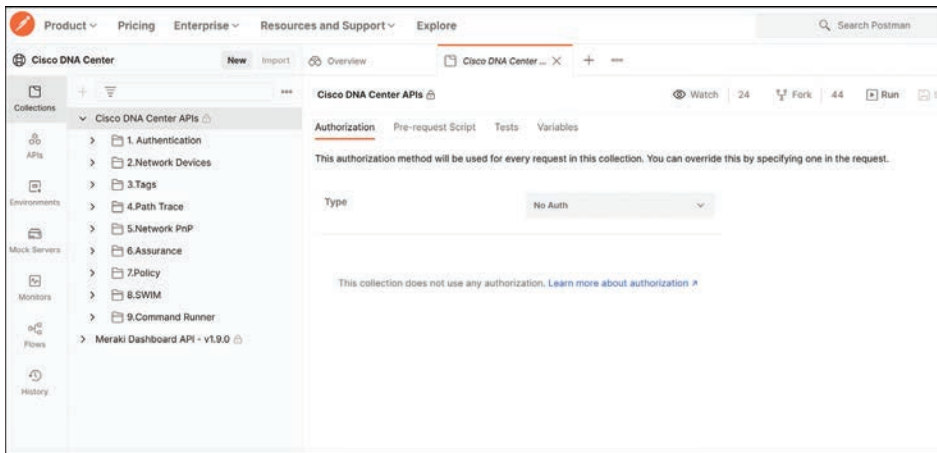 Product Pricing Enterprise Resources and Support Explore Search Postman
Cisco DNA Center New Import Overview Cisco DNA Center ...
Collections
APIs
Environments
Mock Servers
Monitors
Flows
History
Cisco DNA Center APIs
1. Authentication
2.Network Devices
3.Tags
4.Path Trace
5.Network PnP
6.Assurance
7.Policy
8.SWIM
9.Command Runner
Meraki Dashboard API - v1.9.0
Cisco DNA Center APIs Watch 24 Fork 44 Run
Authorization Pre-request Script Tests Variables
This authorization method will be used for every request in this collection. You can override this by specifying one in the request.
Type No Auth
This collection does not use any authorization. Learn more about authorization ↗